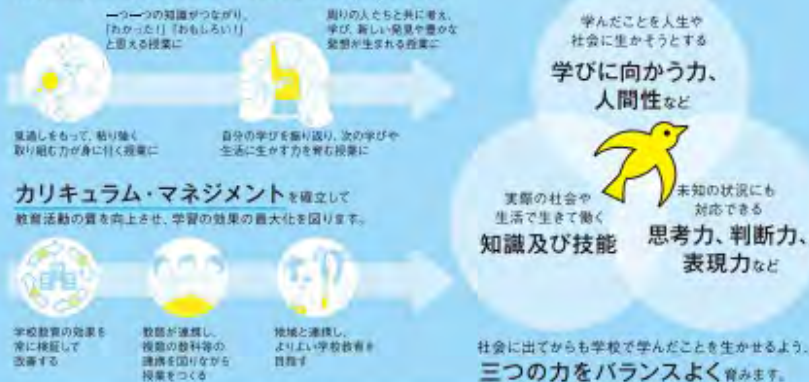 一つ一つの知識がつながり、
「わかった!」「おもしろい!」
と思える授業に
周りの人たちと共に考え、
学び、新しい発見や豊かな
発想が生まれる授業に
見通しをもって、粘り強く
取り組む力が身に付く授業に
自分の学びを振り返り、次の学びや
生活に生かす力を育む授業に
カリキュラム・マネジメントを確立して
教育活動の質を向上させ、学習の効果の最大化を図ります。
学校教育の効果を
常に検証して
改善する
教師が連携し、
複数の教科等の
連携を図りながら
授業をつくる
地域と連携し、
よりよい学校教育を
目指す
学んだことを人生や
社会に生かそうとする
学びに向かう力、
人間性など
実際の社会や
生活で生きて働く
知識及び技能
未知の状況にも
対応できる
思考力、判断力、
表現力など
社会に出てからも学校で学んだことを生かせるよう、
三つの力をバランスよく育みます。